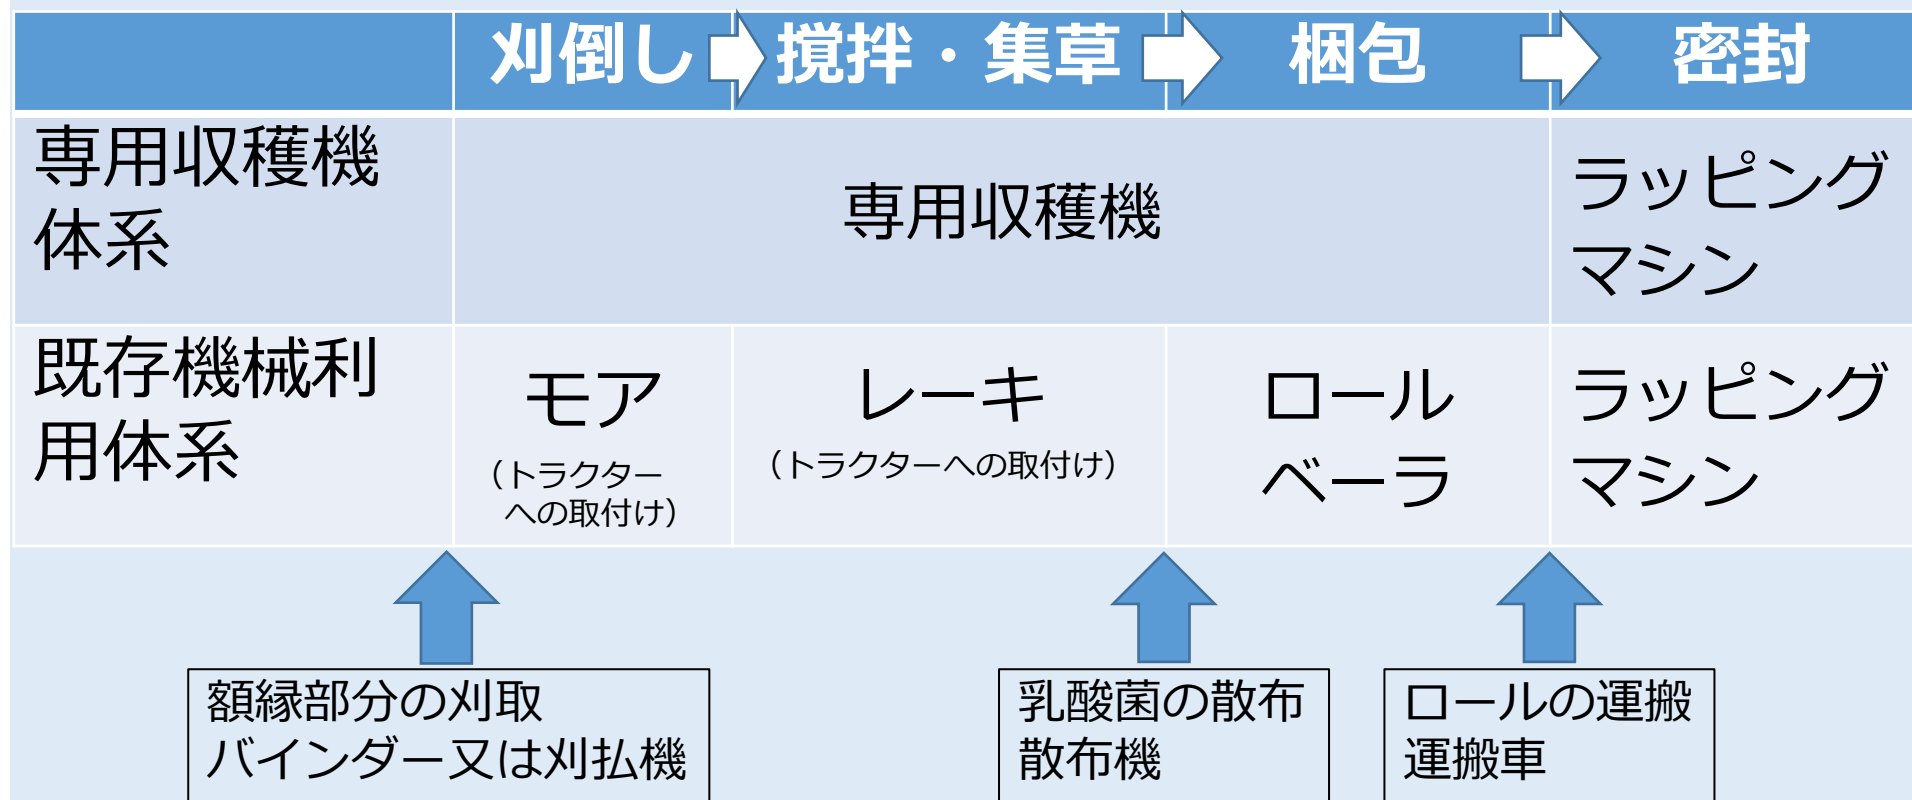 刈倒し 撹拌・集草 梱包 密封
専用収穫機
体系
専用収穫機
ラッピング
マシン
既存機械利
用体系
モア
（トラクター
への取付け）
レーキ
（トラクターへの取付け）
ロール
ベーラ
ラッピング
マシン
額縁部分の刈取
バインダー又は刈払機
乳酸菌の散布
散布機
ロールの運搬
運搬車